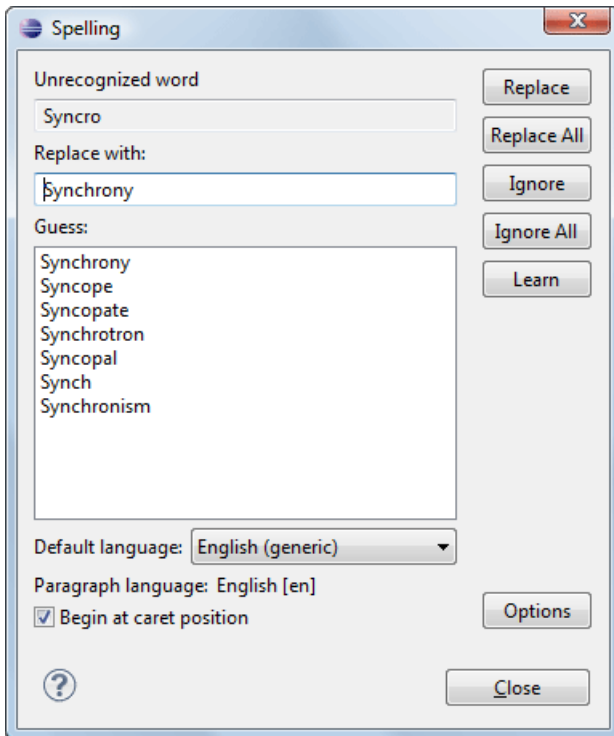 Spelling
Unrecognized word
Syncro
Replace with:
Synchrony
Guess:
Synchrony
Syncope
Syncopate
Synchrotron
Syncopal
Synch
Synchronism
Default language: English (generic)
Paragraph language: English [en]
Begin at caret position
Replace
Replace All
Ignore
Ignore All
Learn
Options
?
Close